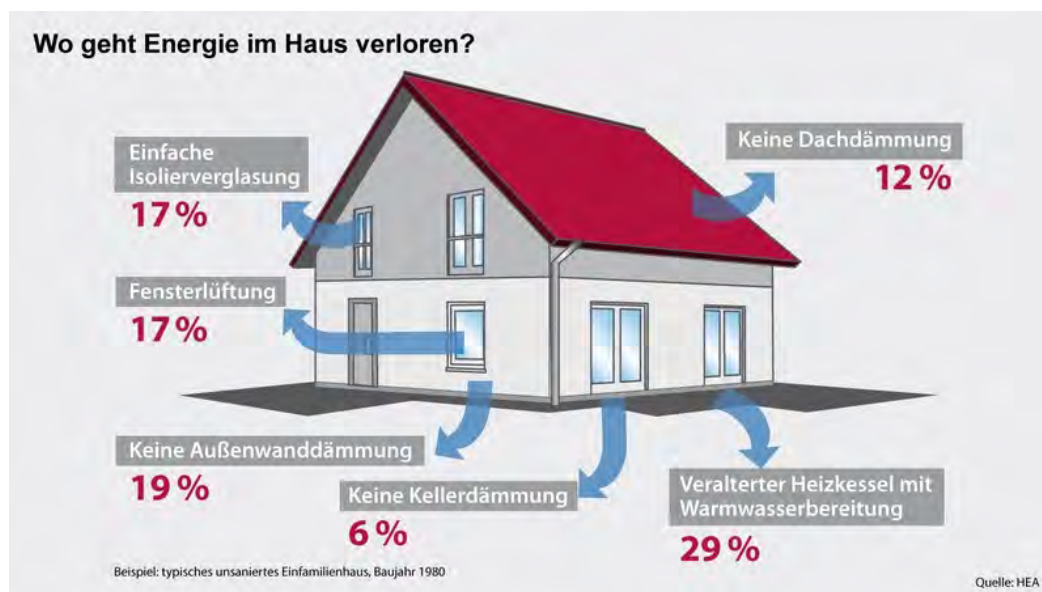 Wo geht Energie im Haus verloren?
Einfache
Isolierverglasung
17 %
Keine Dachdämmung
12 %
Fensterlüftung
17 %
Keine Außenwanddämmung
19 %
Keine Kellerdämmung
6 %
Veralterter Heizkessel mit
Warmwasserbereitung
29 %
Beispiel: typisches unsaniertes Einfamilienhaus, Baujahr 1980
Quelle: HEA